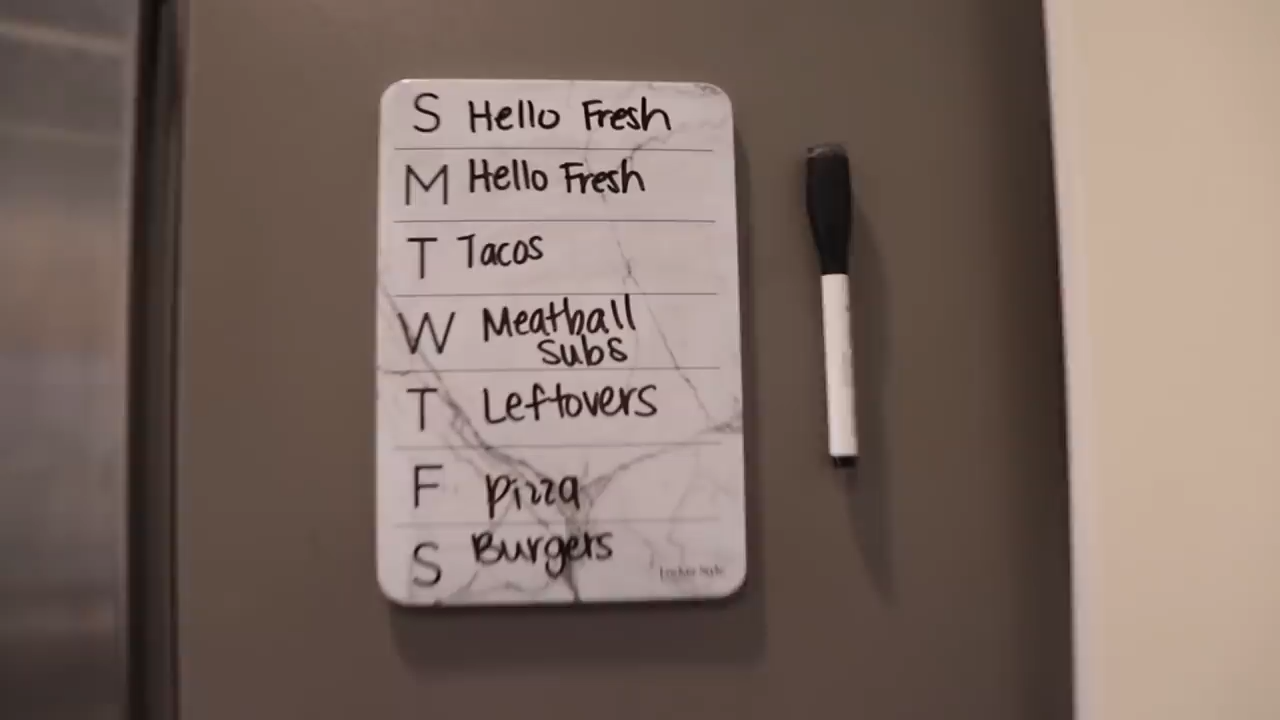 S Hello Fresh
M Hello Fresh
T Tacos
W Meatball
Subs
T Leftovers
F Pizza
S Burgers